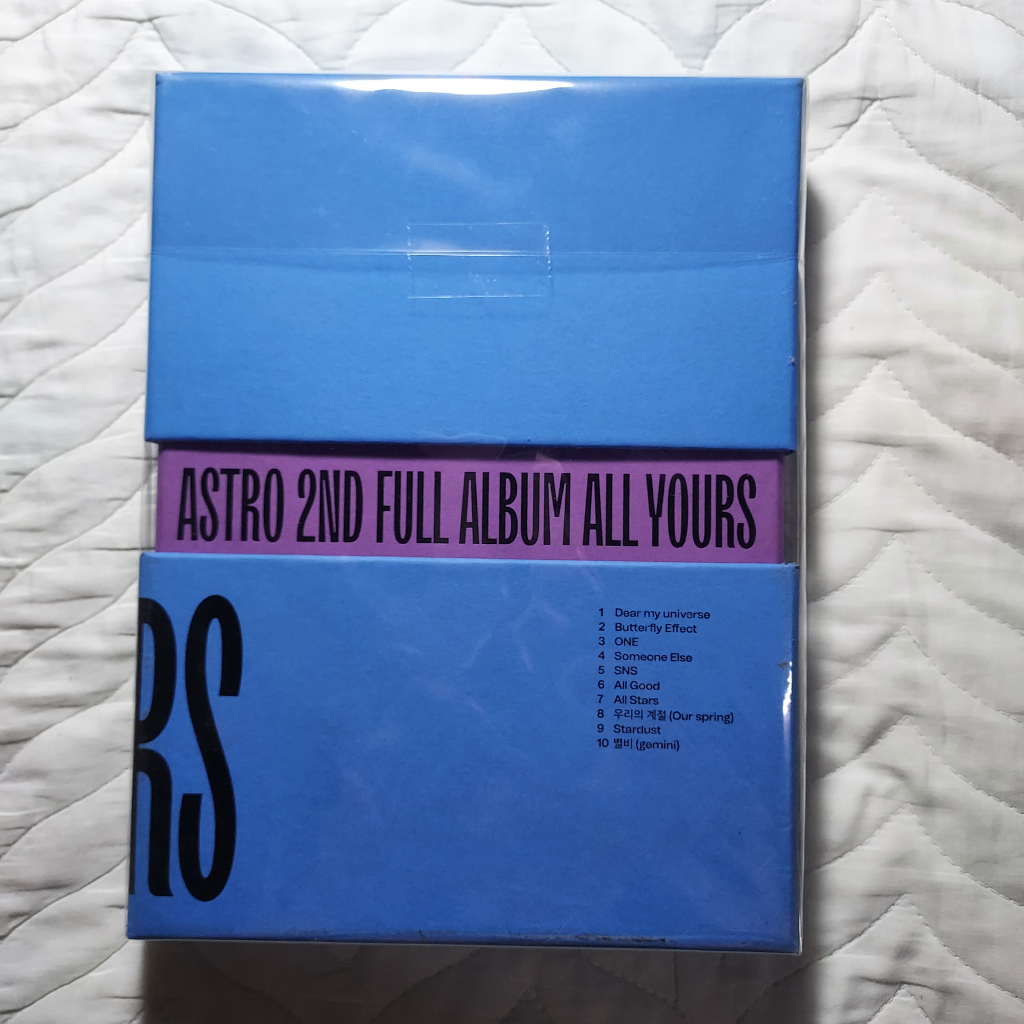 ASTRO 2ND FULL ALBUM ALL YOURS
RS
1 Dear my universe
2 Butterfly Effect
3 ONE
4 Someone Else
5 SNS
6 All Good
7 All Stars
8 우리의 계절 (Our spring)
9 Stardust
10 별비 (gemini)